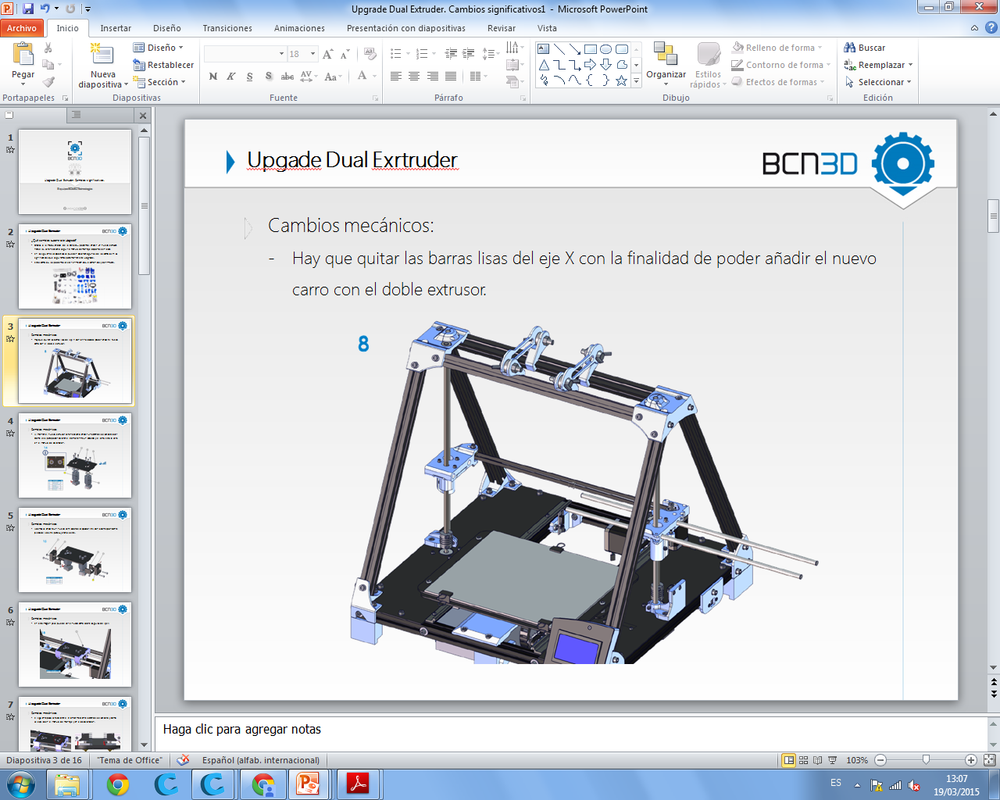 Upgrade Dual Extruder. Cambios significativos1 - Microsoft PowerPoint
Archivo
Inicio
Insertar
Diseño
Transiciones
Animaciones
Presentación con diapositivas
Revisar
Vista
Pegar
Portapapeles
Nueva diapositiva
Diseño
Restablecer
Sección
Diapositivas
18
N K S S abc AV Aa A
Fuente
Párrafo
Organizar
Estilos rápidos
Relleno de forma
Contorno de forma
Efectos de formas
Dibujo
Buscar
Reemplazar
Seleccionar
Edición
1
2
3
4
5
6
7
Upgade Dual Exrtruder
BCN3D
Cambios mecánicos:
- Hay que quitar las barras lisas del eje X con la finalidad de poder añadir el nuevo
carro con el doble extrusor.
8
Haga clic para agregar notas
Diapositiva 3 de 16
"Tema de Office"
Español (alfab. internacional)
103%
ES
13:07
19/03/2015